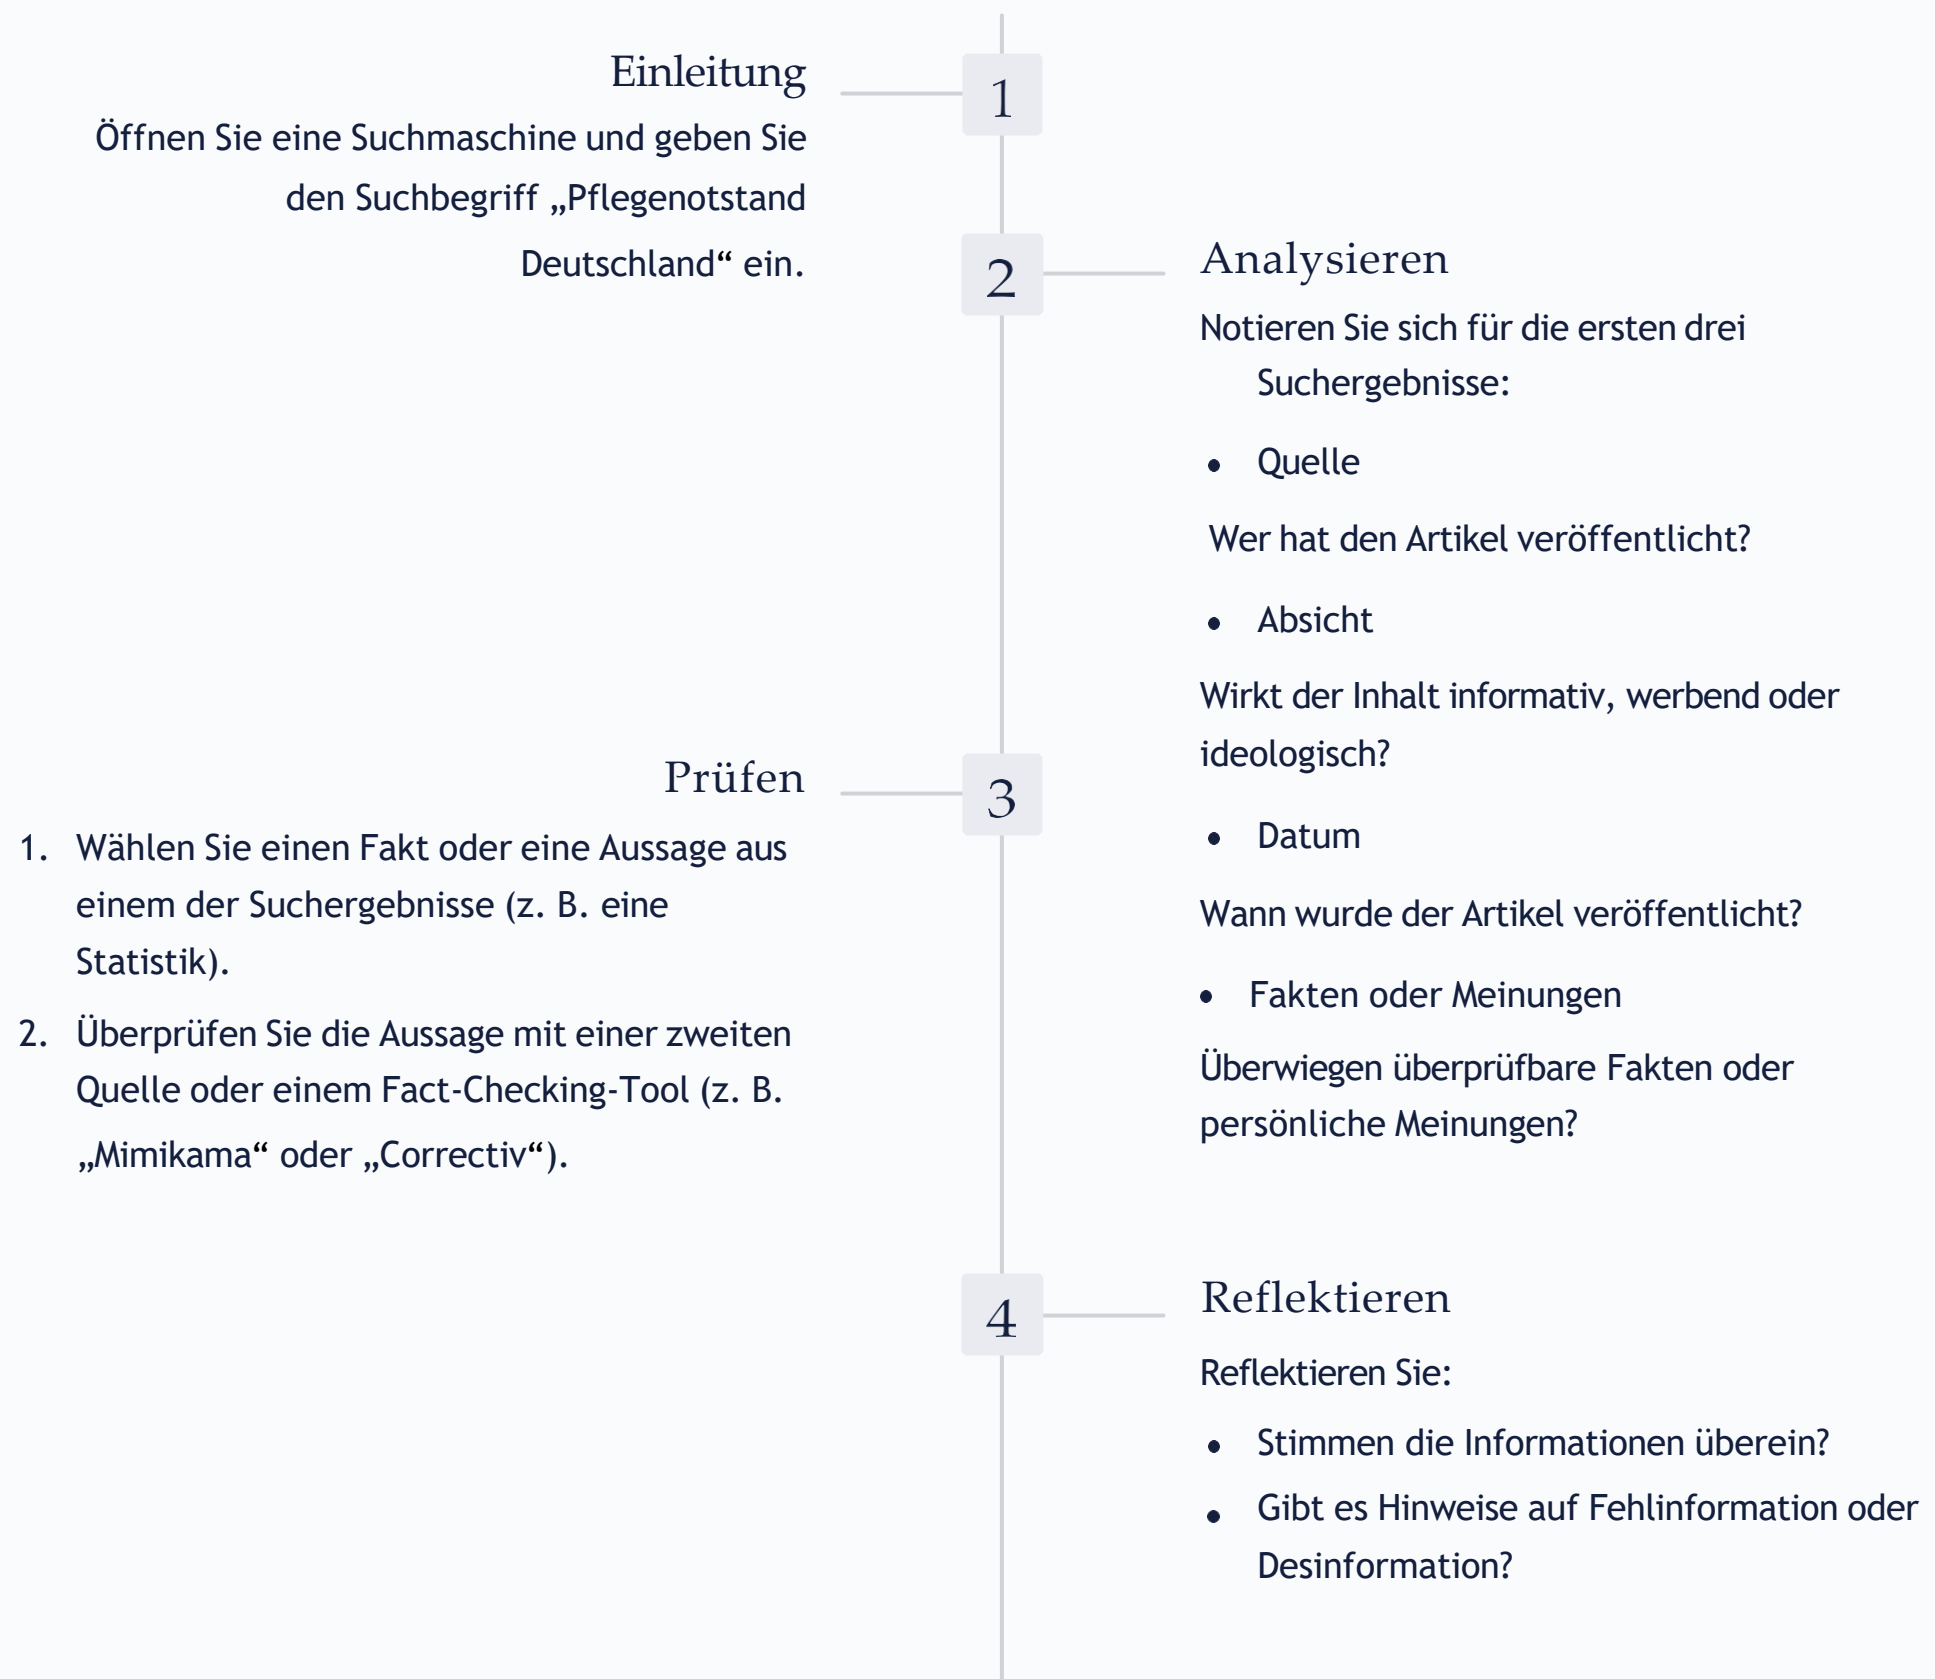 Einleitung
1
Öffnen Sie eine Suchmaschine und geben Sie
den Suchbegriff „Pflegenotstand
Deutschland“ ein.
2
Analysieren
Notieren Sie sich für die ersten drei
Suchergebnisse:
• Quelle
Wer hat den Artikel veröffentlicht?
• Absicht
Wirkt der Inhalt informativ, werbend oder
ideologisch?
• Datum
Wann wurde der Artikel veröffentlicht?
• Fakten oder Meinungen
Überwiegen überprüfbare Fakten oder
persönliche Meinungen?
Prüfen
3
1. Wählen Sie einen Fakt oder eine Aussage aus
einem der Suchergebnisse (z. B. eine
Statistik).
2. Überprüfen Sie die Aussage mit einer zweiten
Quelle oder einem Fact-Checking-Tool (z. B.
„Mimikama“ oder „Correctiv“).
4
Reflektieren
Reflektieren Sie:
• Stimmen die Informationen überein?
• Gibt es Hinweise auf Fehlinformation oder
Desinformation?